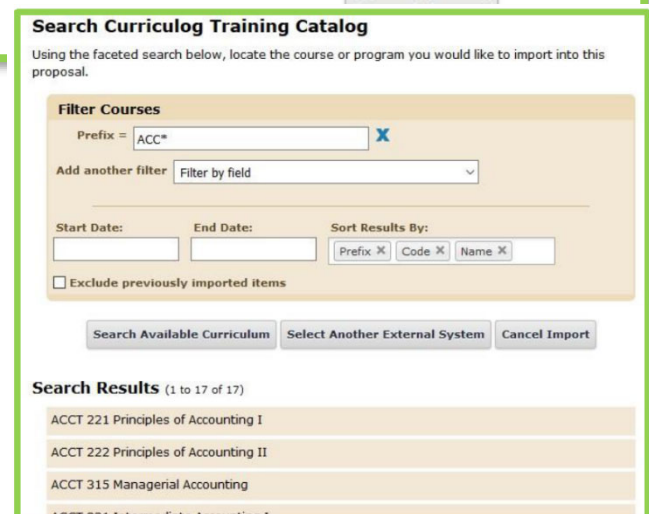 Search Curriculog Training Catalog
Using the faceted search below, locate the course or program you would like to import into this
proposal.
Filter Courses
Prefix = ACC* X
Add another filter Filter by field
Start Date: End Date: Sort Results By:
Prefix × Code × Name ×
Exclude previously imported items
Search Available Curriculum Select Another External System Cancel Import
Search Results (1 to 17 of 17)
ACCT 221 Principles of Accounting I
ACCT 222 Principles of Accounting II
ACCT 315 Managerial Accounting